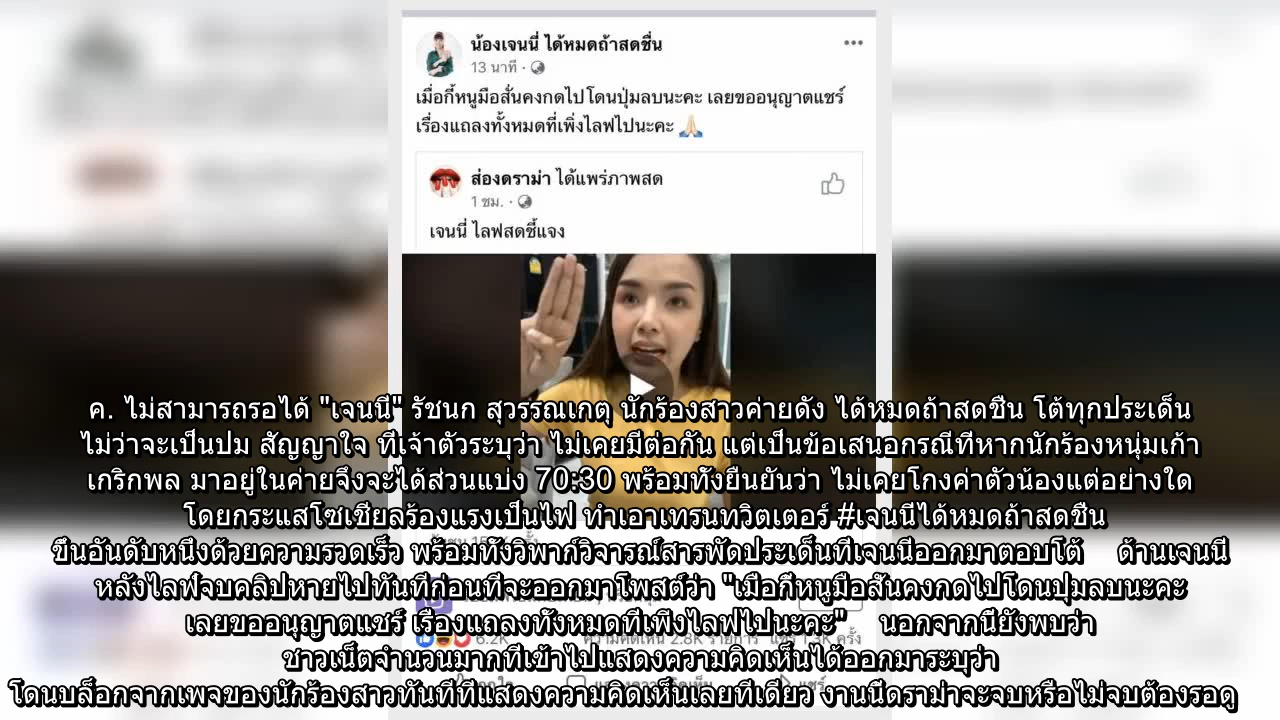 น้องเจนนี่ ได้หมดถ้าสดชื่น
13 นาที ·
เมื่อกี้หนูมือสั่นคงกดไปโดนปุ่มลบนะคะ เลยขออนุญาตแชร์
เรื่องแถลงทั้งหมดที่เพิ่งไลฟไปนะคะ 🙏🏻
ส่องดราม่า ได้แพร่ภาพสด
1 ชม. ·
เจนนี่ ไลฟสดชี้แจง
ค. ไม่สามารถรอได้ "เจนนี่" รัชนก สุวรรณเกตุ นักร้องสาวค่ายดัง ได้หมดถ้าสดชื่น โต้ทุกประเด็น
ไม่ว่าจะเป็นปม สัญญาใจ ที่เจ้าตัวระบุว่า ไม่เคยมีต่อกัน แต่เป็นข้อเสนอกรณีที่หากนักร้องหนุ่มเก้า
เกริกพล มาอยู่ในค่ายจึงจะได้ส่วนแบ่ง 70:30 พร้อมทั้งยืนยันว่า ไม่เคยโกงค่าตัวน้องแต่อย่างใด
โดยกระแสโซเชียลร้องแรงเป็นไฟ ทำเอาเทรนทวิตเตอร์ #เจนนี่ได้หมดถ้าสดชื่น
ขึ้นอันดับหนึ่งด้วยความรวดเร็ว พร้อมทั้งวิพากวิจารณ์สารพัดประเด็นที่เจนนี่ออกมาตอบโต้ ด้านเจนนี่
หลังไลฟ์จบคลิปหายไปทันทีก่อนที่จะออกมาโพสต์ว่า "เมื่อกี้หนูมือสั่นคงกดไปโดนปุ่มลบนะคะ
เลยขออนุญาตแชร์ เรื่องแถลงทั้งหมดที่เพิ่งไลฟไปนะคะ" นอกจากนี้ยังพบว่า
6.2K ความคิดเห็น 2.8K รายการ แชร์ 1.3K ครั้ง
ชาวเน็ตจำนวนมากที่เข้าไปแสดงความคิดเห็นได้ออกมาระบุว่า
โดนบล็อกจากเพจของนักร้องสาวทันทีที่แสดงความคิดเห็นเลยทีเดียว งานนี้ดราม่าจะจบหรือไม่จบต้องรอดู